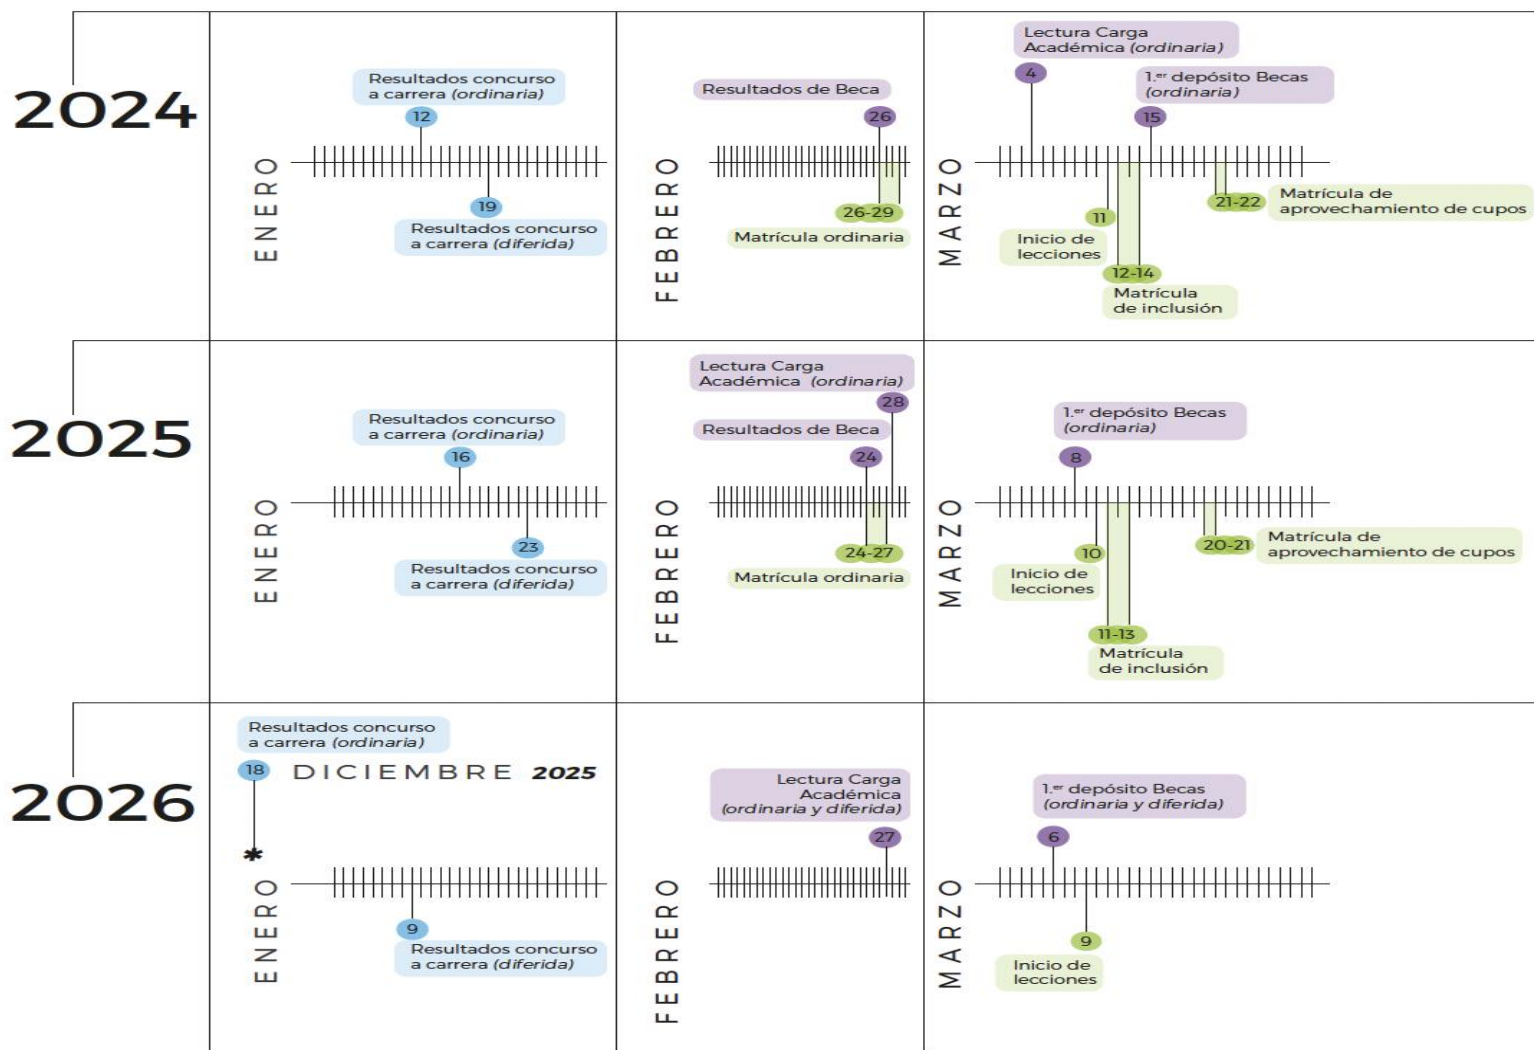 2024
ENERO
Resultados concurso
a carrera (ordinaria)
12
19
Resultados concurso
a carrera (diferida)
FEBRERO
Resultados de Beca
26
26-29
Matrícula ordinaria
MARZO
Lectura Carga
Académica (ordinaria)
4
1.er depósito Becas
(ordinaria)
15
11
Inicio de
lecciones
12-14
Matrícula
de inclusión
21-22
Matrícula de
aprovechamiento de cupos
2025
ENERO
Resultados concurso
a carrera (ordinaria)
16
23
Resultados concurso
a carrera (diferida)
FEBRERO
Lectura Carga
Académica (ordinaria)
28
Resultados de Beca
24
24-27
Matrícula ordinaria
MARZO
1.er depósito Becas
(ordinaria)
8
10
Inicio de
lecciones
11-13
Matrícula
de inclusión
20-21
Matrícula de
aprovechamiento de cupos
2026
Resultados concurso
a carrera (ordinaria)
18
DICIEMBRE 2025
*
ENERO
9
Resultados concurso
a carrera (diferida)
FEBRERO
Lectura Carga
Académica
(ordinaria y diferida)
27
MARZO
1.er depósito Becas
(ordinaria y diferida)
6
9
Inicio de
lecciones